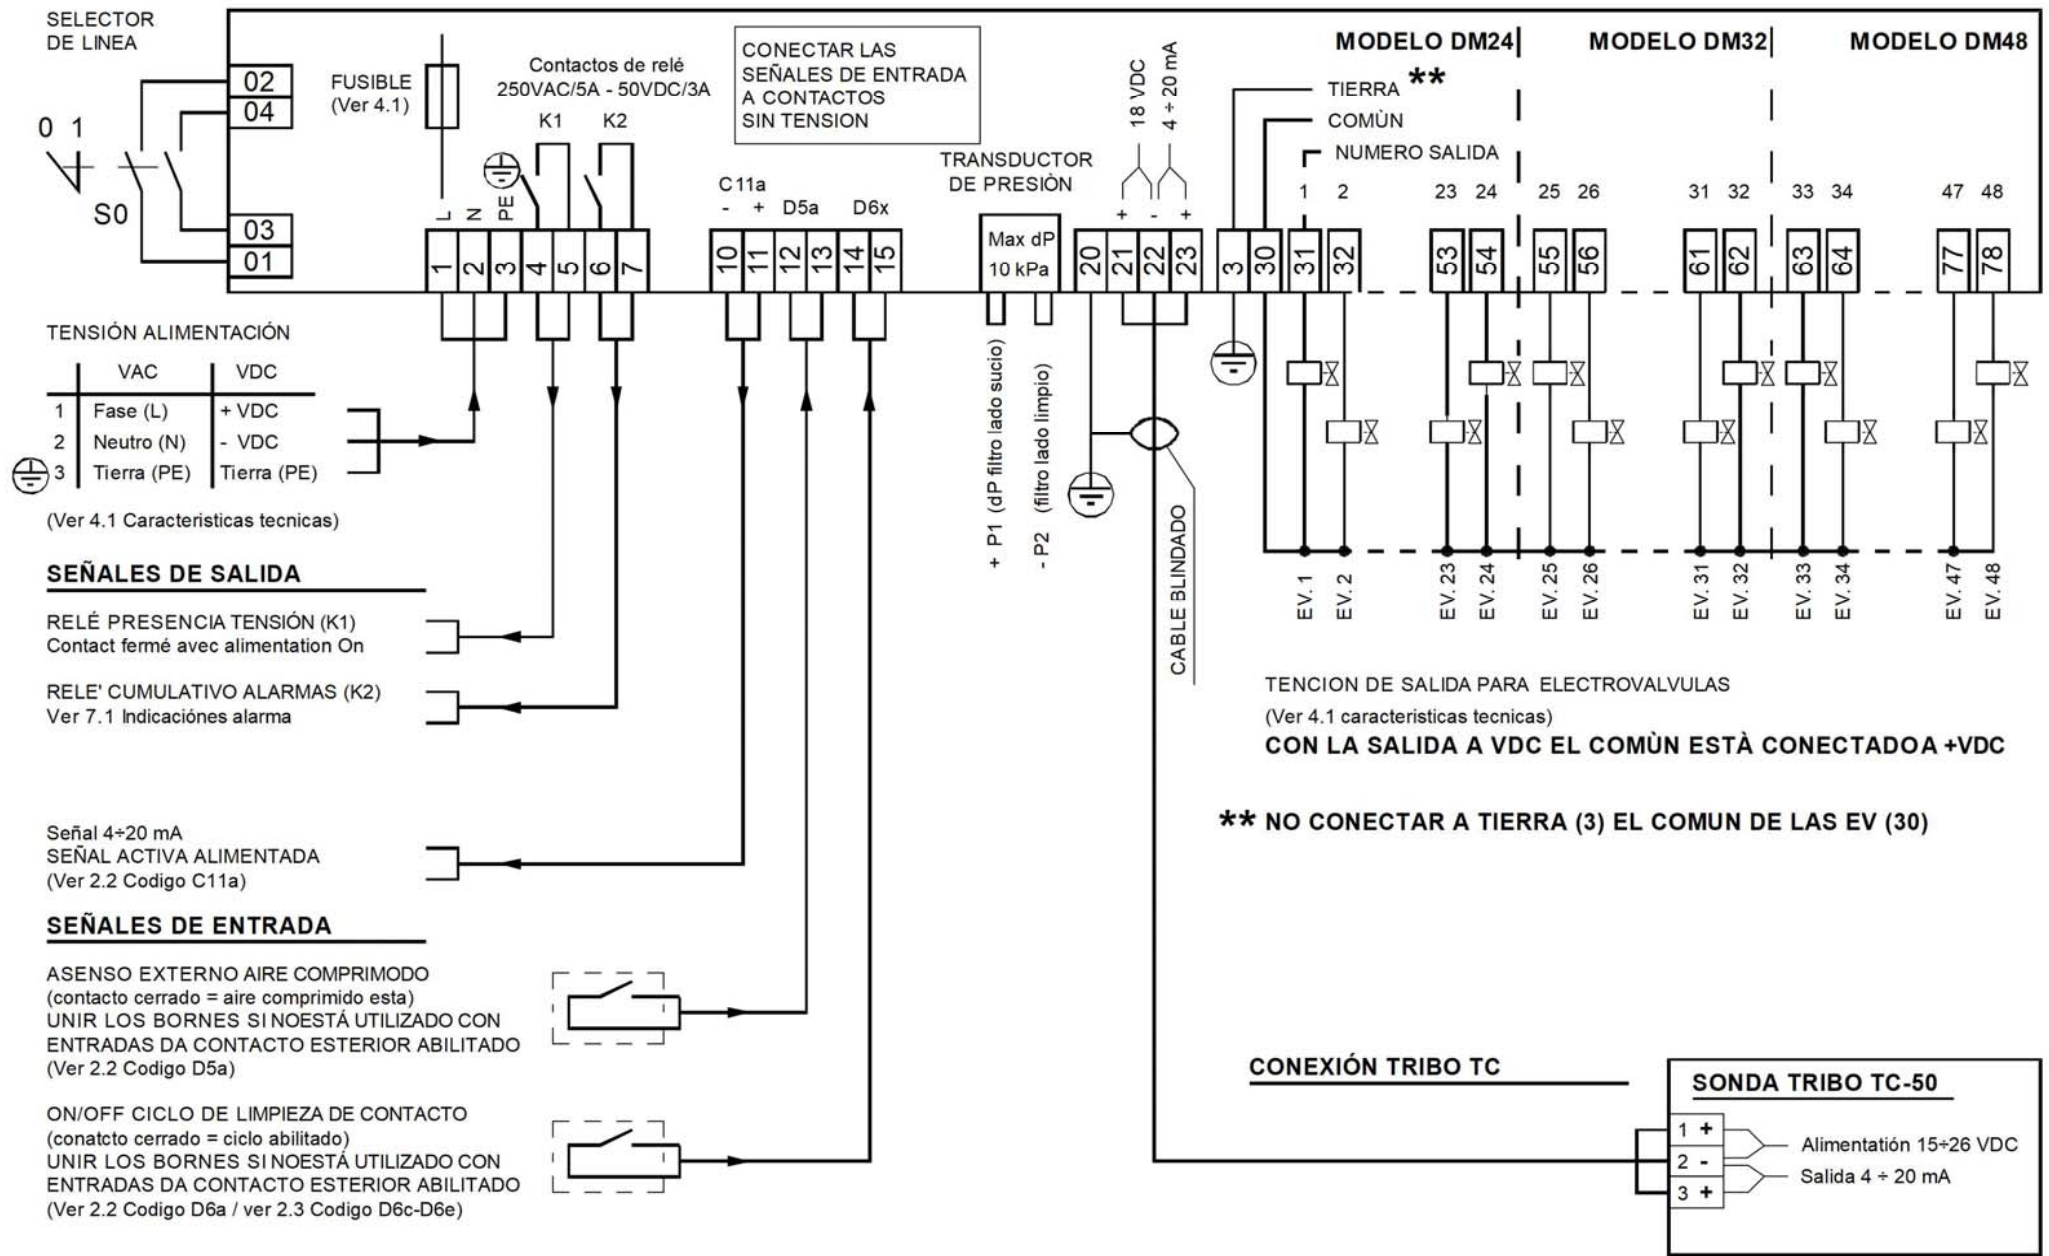 SELECTOR
DE LINEA
02
04
0 1
S0
03
01
FUSIBLE
(Ver 4.1)
Contactos de relé
250VAC/5A - 50VDC/3A
K1 K2
L N PE
1 2 3 4 5 6 7
CONECTAR LAS
SEÑALES DE ENTRADA
A CONTACTOS
SIN TENSION
C11a
- + D5a D6x
10 11 12 13 14 15
TRANSDUCTOR
DE PRESIÒN
Max dP
10 kPa
+ P1 (dP filtro lado sucio)
- P2 (filtro lado limpio)
18 VDC
4 ÷ 20 mA
+ - +
20 21 22 23
CABLE BLINDADO
MODELO DM24 MODELO DM32 MODELO DM48
TIERRA **
COMÙN
NUMERO SALIDA
1 2 23 24 25 26 31 32 33 34 47 48
3 30 31 32 53 54 55 56 61 62 63 64 77 78
EV. 1 EV. 2 EV. 23 EV. 24 EV. 25 EV. 26 EV. 31 EV. 32 EV. 33 EV. 34 EV. 47 EV. 48
TENSIÓN ALIMENTACIÓN
VAC VDC
1 Fase (L) + VDC
2 Neutro (N) - VDC
3 Tierra (PE) Tierra (PE)
(Ver 4.1 Caracteristicas tecnicas)
SEÑALES DE SALIDA
RELÉ PRESENCIA TENSIÓN (K1)
Contact fermé avec alimentation On
RELE' CUMULATIVO ALARMAS (K2)
Ver 7.1 Indicaciónes alarma
Señal 4÷20 mA
SEÑAL ACTIVA ALIMENTADA
(Ver 2.2 Codigo C11a)
SEÑALES DE ENTRADA
ASENSO EXTERNO AIRE COMPRIMODO
(contacto cerrado = aire comprimido esta)
UNIR LOS BORNES SI NOESTÁ UTILIZADO CON
ENTRADAS DA CONTACTO ESTERIOR ABILITADO
(Ver 2.2 Codigo D5a)
ON/OFF CICLO DE LIMPIEZA DE CONTACTO
(conatcto cerrado = ciclo abilitado)
UNIR LOS BORNES SI NOESTÁ UTILIZADO CON
ENTRADAS DA CONTACTO ESTERIOR ABILITADO
(Ver 2.2 Codigo D6a / ver 2.3 Codigo D6c-D6e)
TENCION DE SALIDA PARA ELECTROVALVULAS
(Ver 4.1 caracteristicas tecnicas)
CON LA SALIDA A VDC EL COMÙN ESTÀ CONECTADOA +VDC
** NO CONECTAR A TIERRA (3) EL COMUN DE LAS EV (30)
CONEXIÓN TRIBO TC
SONDA TRIBO TC-50
1 +
2 -
3 +
Alimentatión 15÷26 VDC
Salida 4 ÷ 20 mA